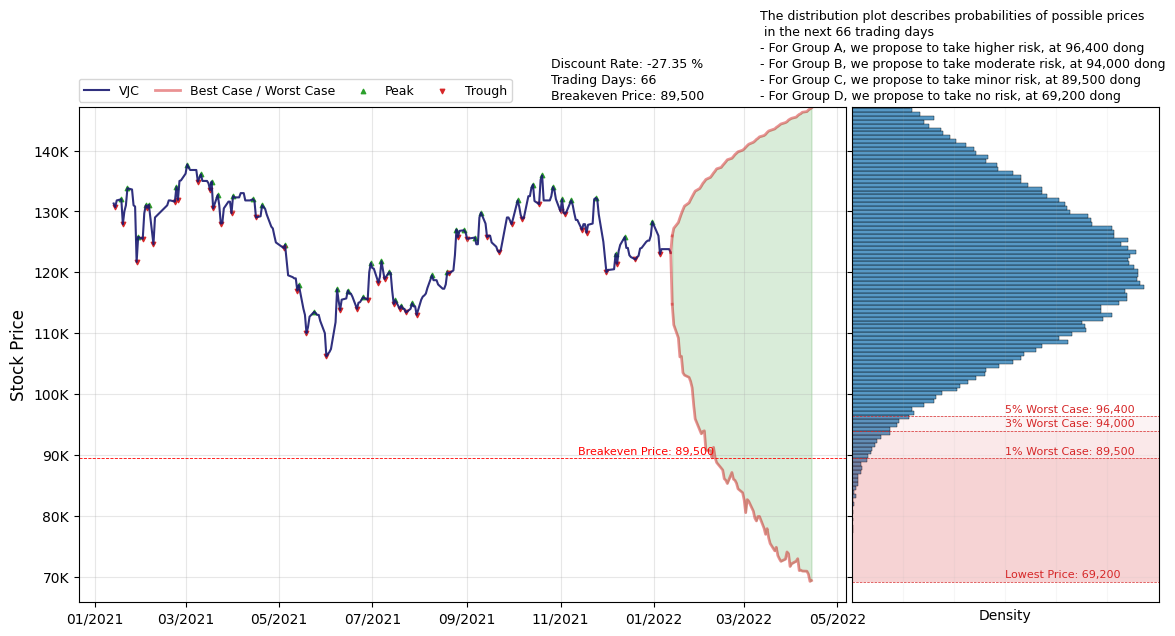 The distribution plot describes probabilities of possible prices
in the next 66 trading days
- For Group A, we propose to take higher risk, at 96,400 dong
- For Group B, we propose to take moderate risk, at 94,000 dong
- For Group C, we propose to take minor risk, at 89,500 dong
- For Group D, we propose to take no risk, at 69,200 dong
Discount Rate: -27.35 %
Trading Days: 66
Breakeven Price: 89,500
VJC Best Case / Worst Case Peak Trough
Stock Price
140K
130K
120K
110K
100K
90K
80K
70K
Breakeven Price: 89,500
5% Worst Case: 96,400
3% Worst Case: 94,000
1% Worst Case: 89,500
Lowest Price: 69,200
01/2021 03/2021 05/2021 07/2021 09/2021 11/2021 01/2022 03/2022 05/2022
Density